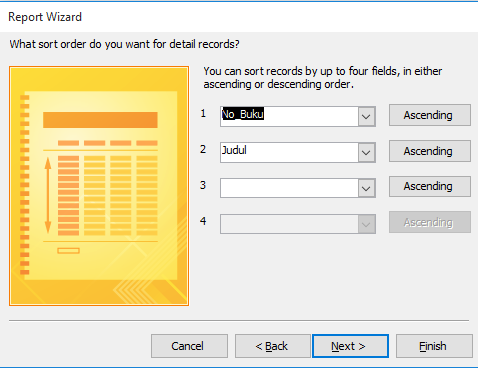 Report Wizard
What sort order do you want for detail records?
You can sort records by up to four fields, in either
ascending or descending order.
1 No_Buku Ascending
2 Judul Ascending
3 Ascending
4 Ascending
Cancel < Back Next > Finish